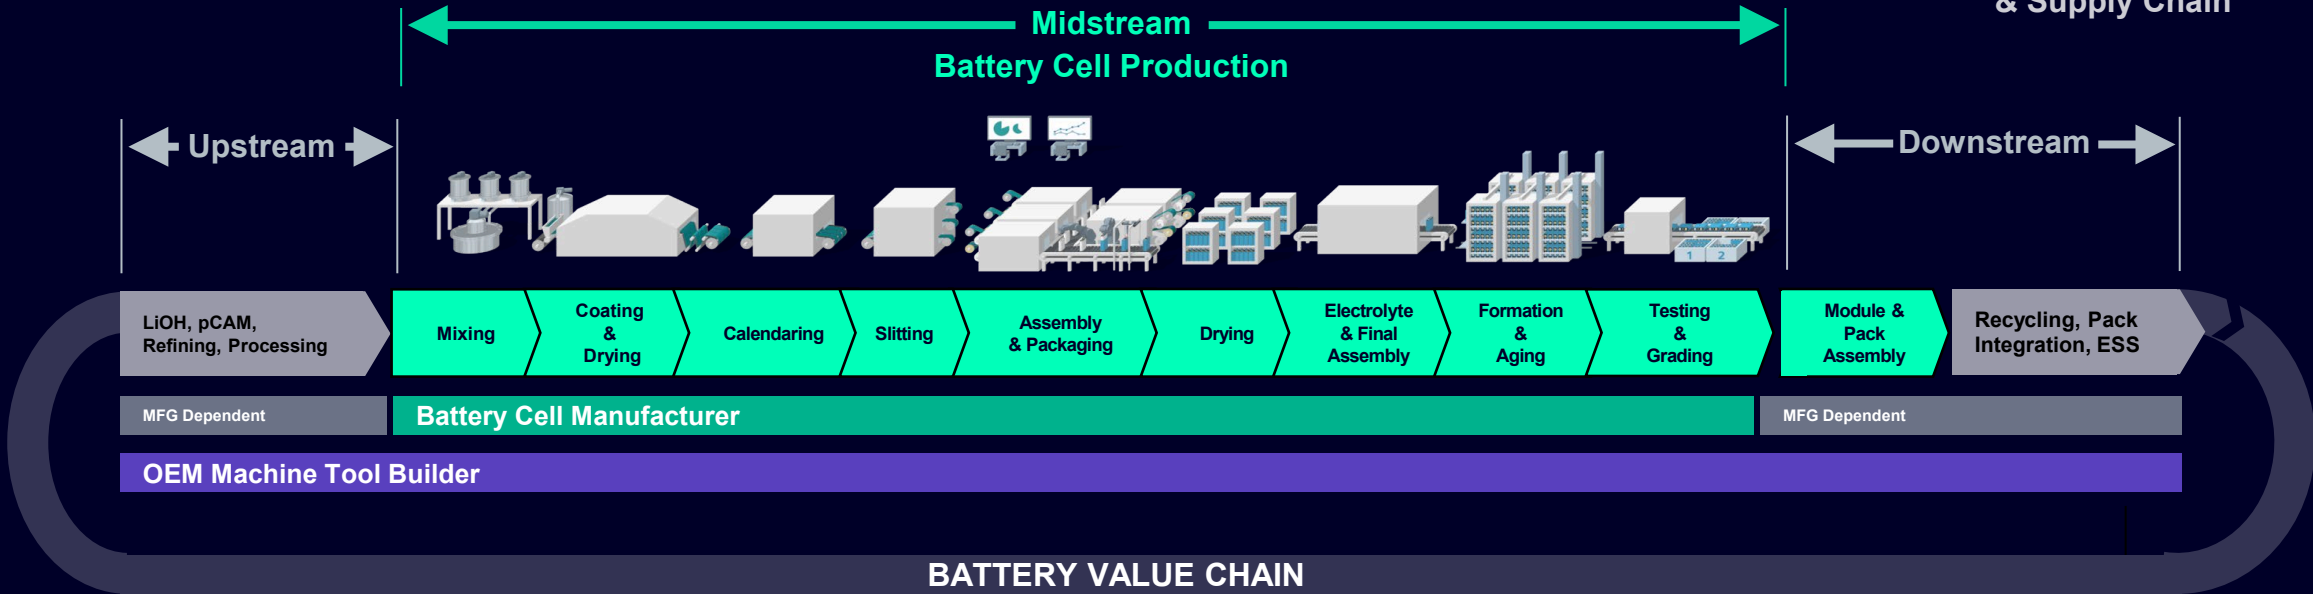 & Supply Chain
Midstream
Battery Cell Production
Upstream
Downstream
1 2
LiOH, pCAM,
Refining, Processing
Mixing
Coating
&
Drying
Calendaring
Slitting
Assembly
& Packaging
Drying
Electrolyte
& Final
Assembly
Formation
&
Aging
Testing
&
Grading
Module &
Pack
Assembly
Recycling, Pack
Integration, ESS
MFG Dependent
Battery Cell Manufacturer
MFG Dependent
OEM Machine Tool Builder
BATTERY VALUE CHAIN